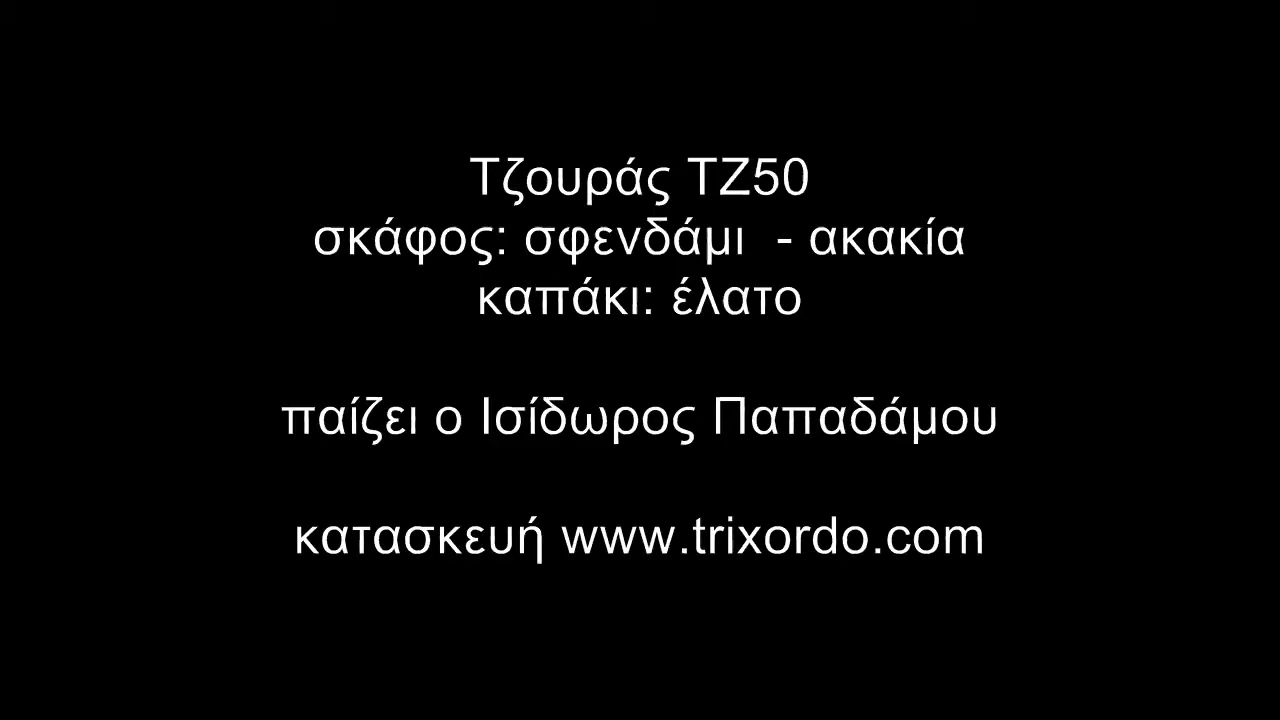 Τζουράς TZ50
σκάφος: σφενδάμι  - ακακία
καπάκι: έλατο
παίζει ο Ισίδωρος Παπαδάμου
κατασκευή www.trixordo.com